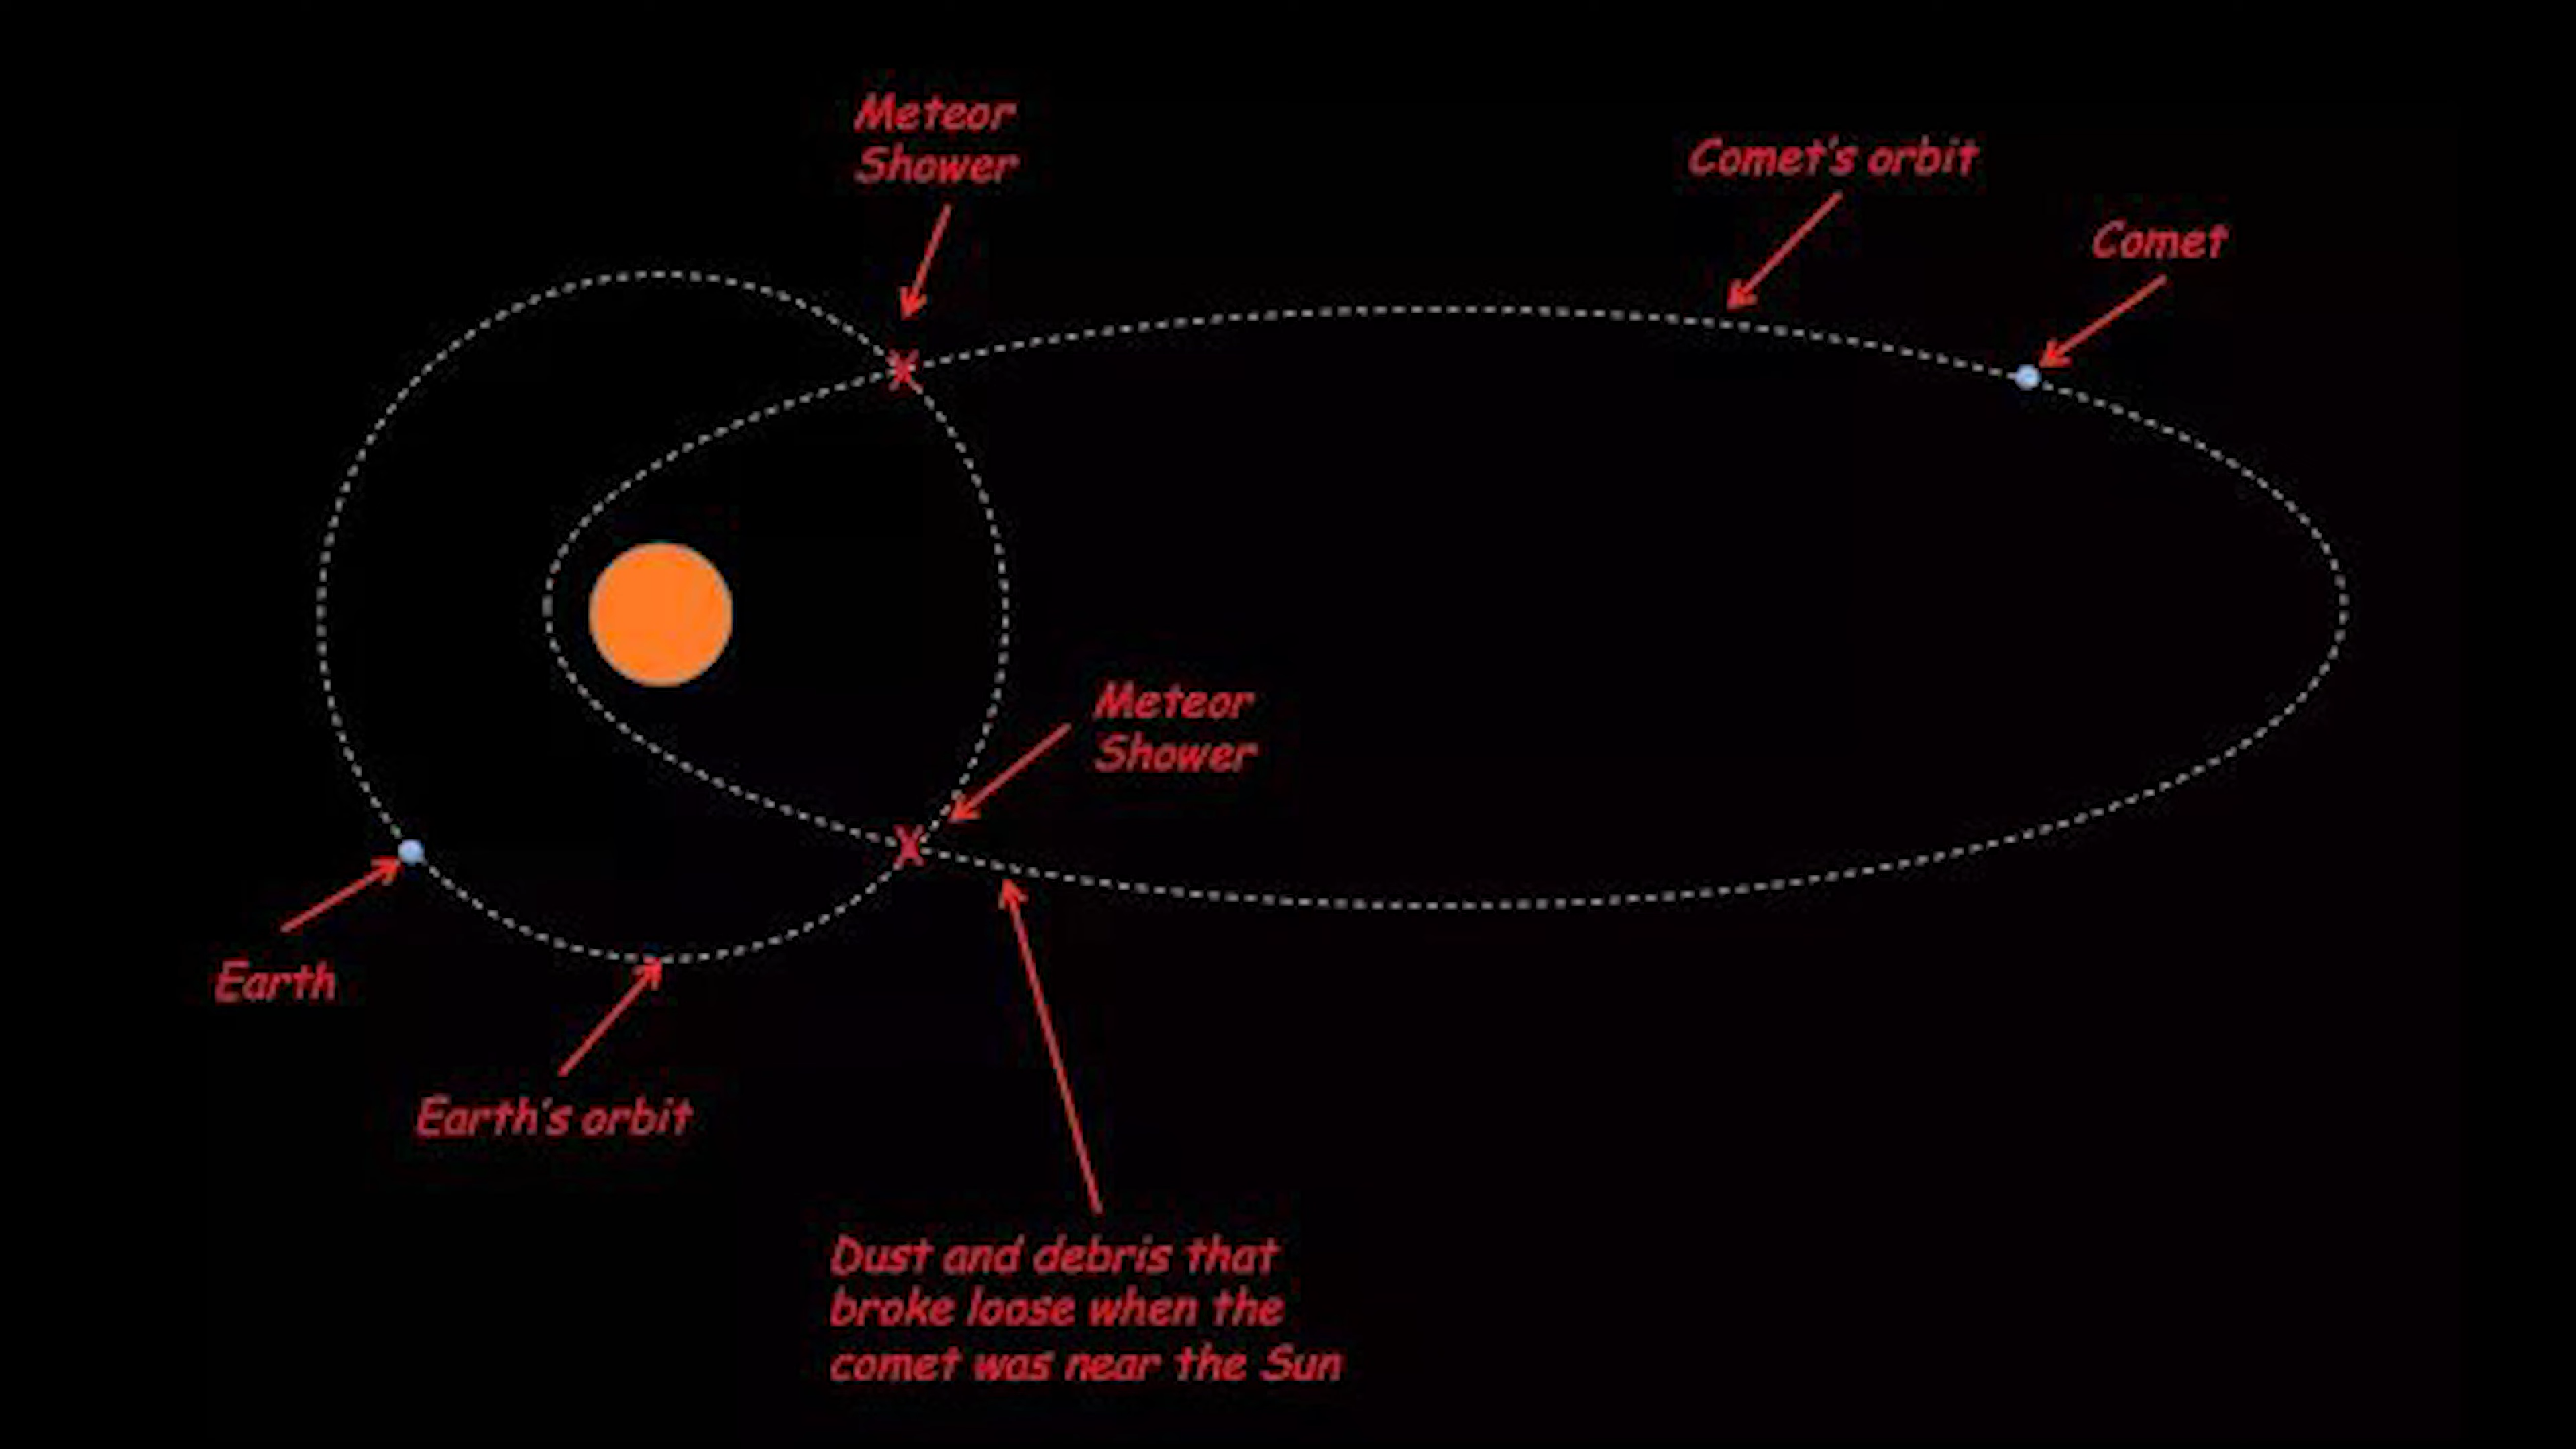 Meteor
Shower
Comet's orbit
Comet
X
Meteor
Shower
X
Earth
Earth's orbit
Dust and debris that
broke loose when the
comet was near the Sun